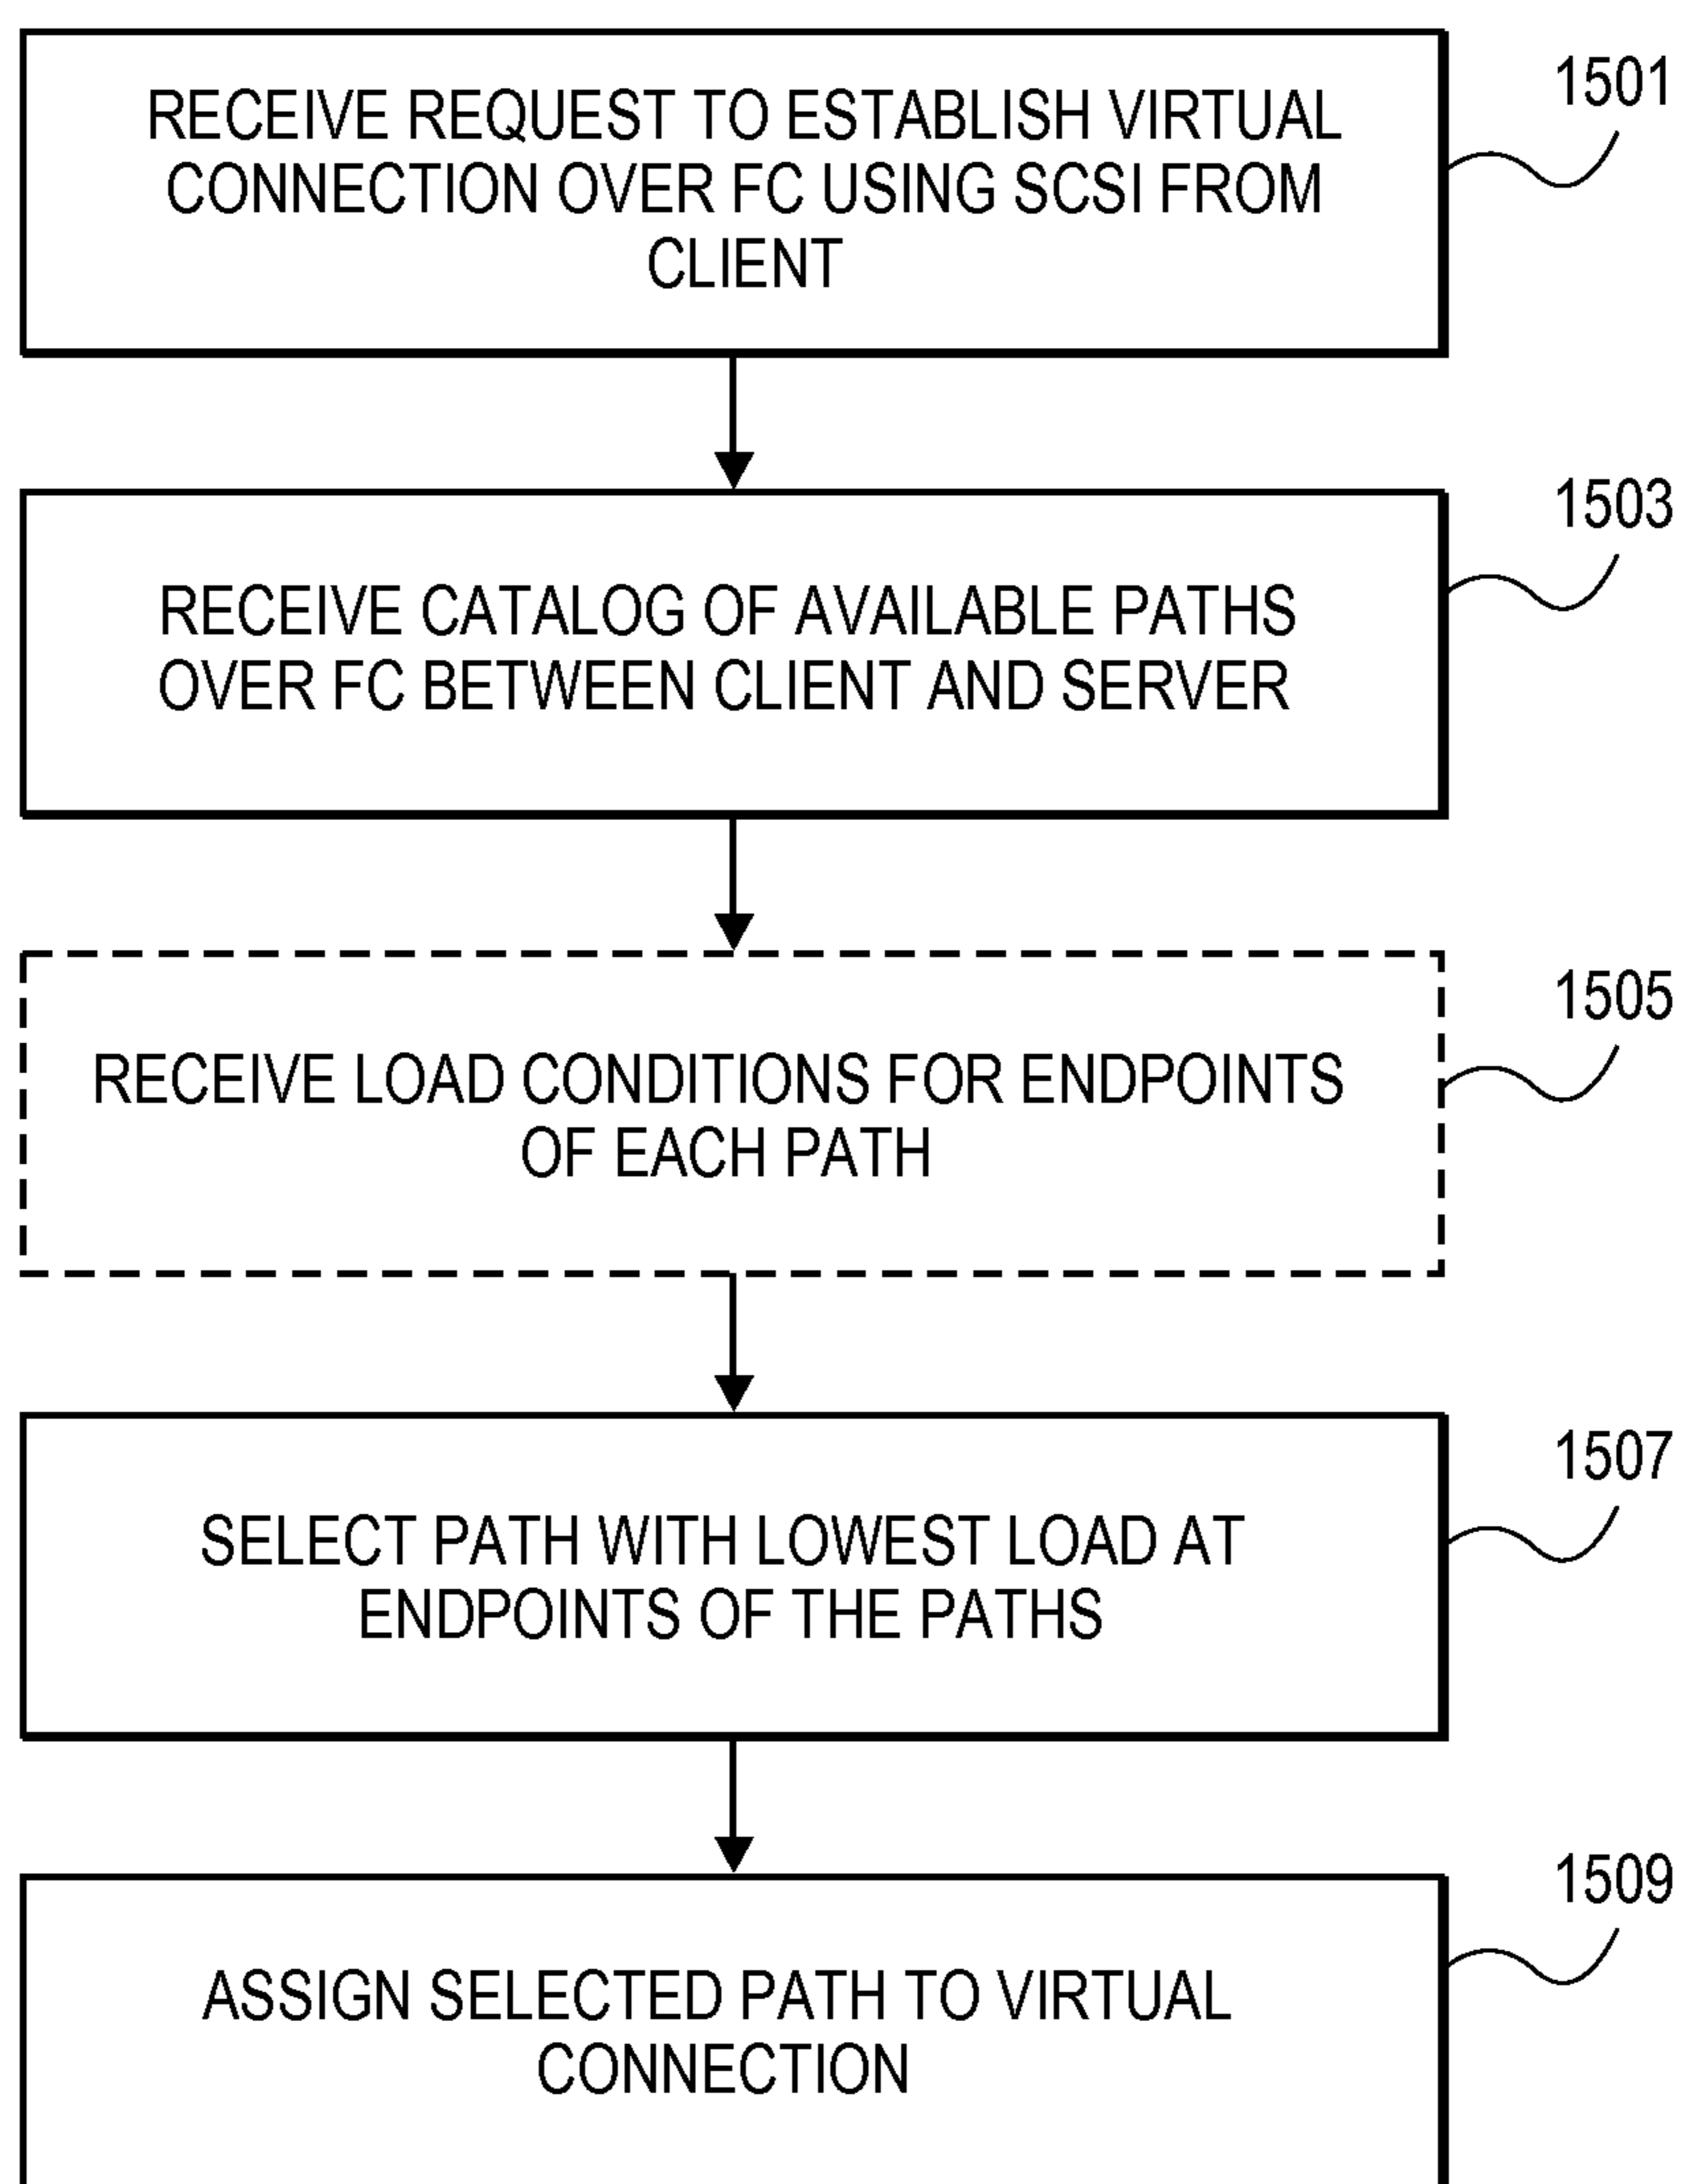 RECEIVE REQUEST TO ESTABLISH VIRTUAL
CONNECTION OVER FC USING SCSI FROM
CLIENT
1501
RECEIVE CATALOG OF AVAILABLE PATHS
OVER FC BETWEEN CLIENT AND SERVER
1503
RECEIVE LOAD CONDITIONS FOR ENDPOINTS
OF EACH PATH
1505
SELECT PATH WITH LOWEST LOAD AT
ENDPOINTS OF THE PATHS
1507
ASSIGN SELECTED PATH TO VIRTUAL
CONNECTION
1509